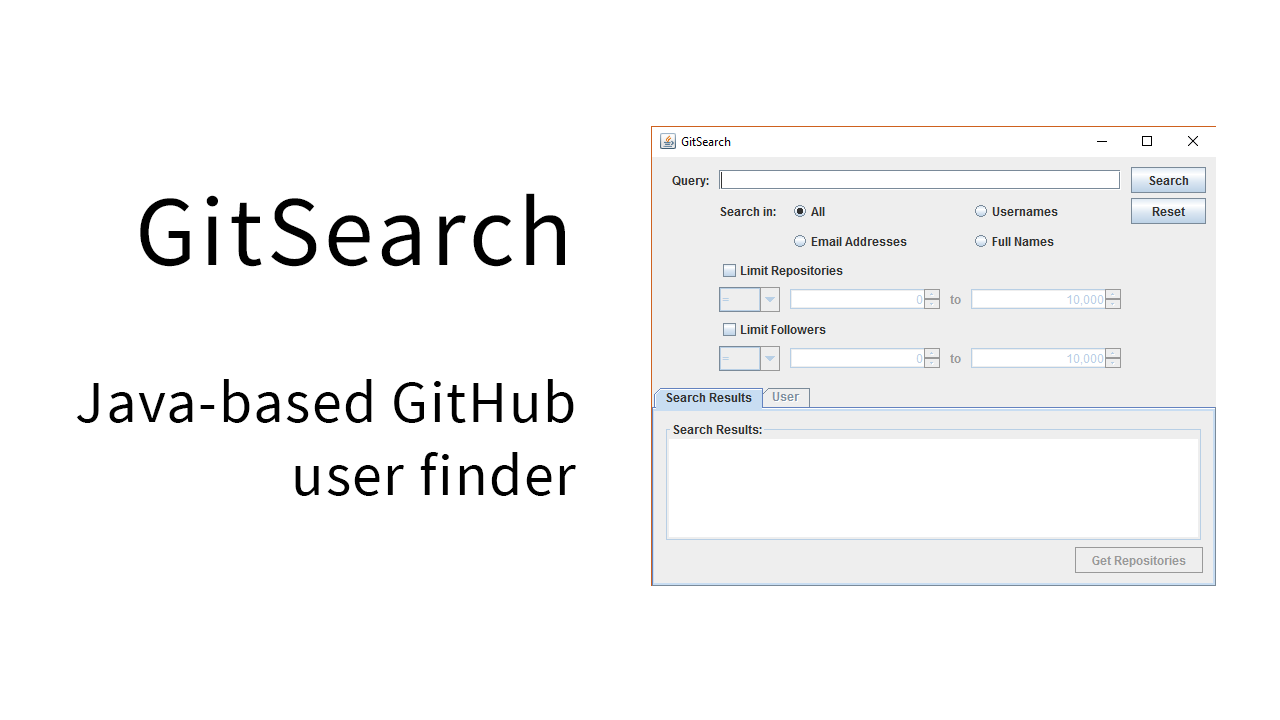 GitSearch
Java-based GitHub
user finder
GitSearch
Query: Search
Search in: All Usernames Reset
Email Addresses Full Names
Limit Repositories
= 0 to 10,000
Limit Followers
= 0 to 10,000
Search Results User
Search Results:
Get Repositories